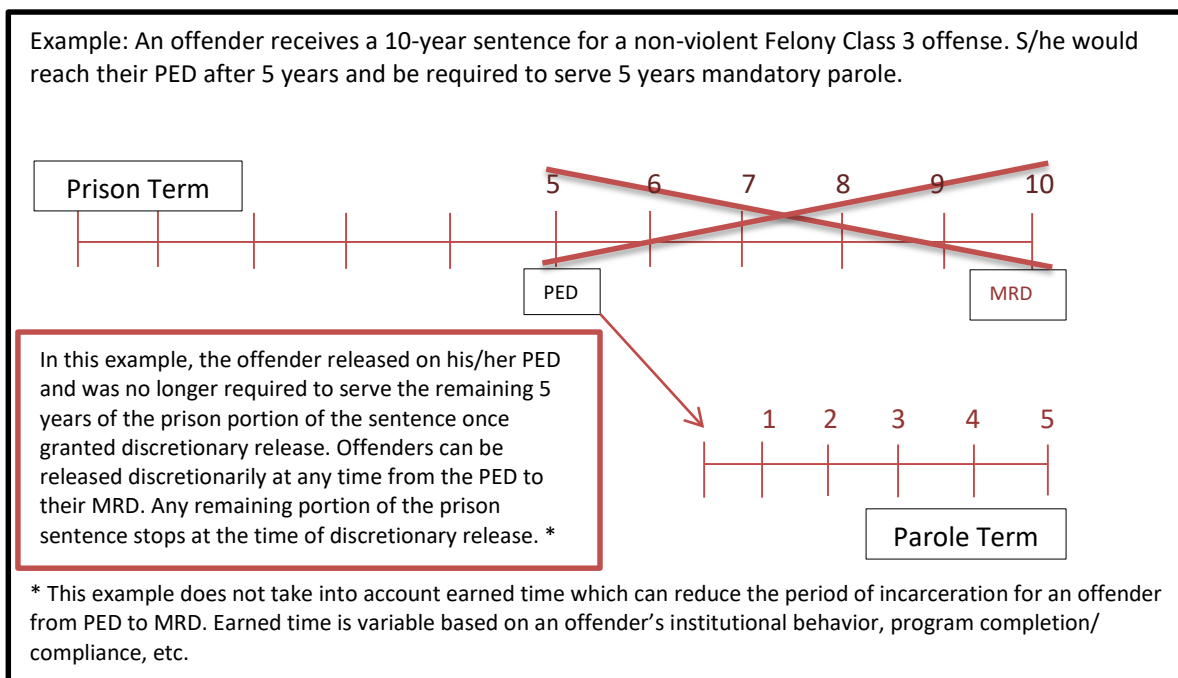 Example: An offender receives a 10-year sentence for a non-violent Felony Class 3 offense. S/he would
reach their PED after 5 years and be required to serve 5 years mandatory parole.
Prison Term
5 6 7 8 9 10
PED
MRD
In this example, the offender released on his/her PED
and was no longer required to serve the remaining 5
years of the prison portion of the sentence once
granted discretionary release. Offenders can be
released discretionarily at any time from the PED to
their MRD. Any remaining portion of the prison
sentence stops at the time of discretionary release. *
1 2 3 4 5
Parole Term
* This example does not take into account earned time which can reduce the period of incarceration for an offender
from PED to MRD. Earned time is variable based on an offender’s institutional behavior, program completion/
compliance, etc.